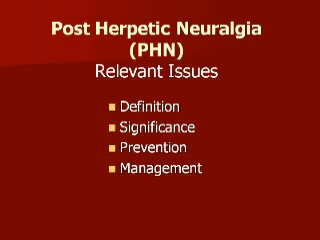 Post Herpetic Neuralgia
(PHN)
Relevant Issues
Definition
Significance
Prevention
Management